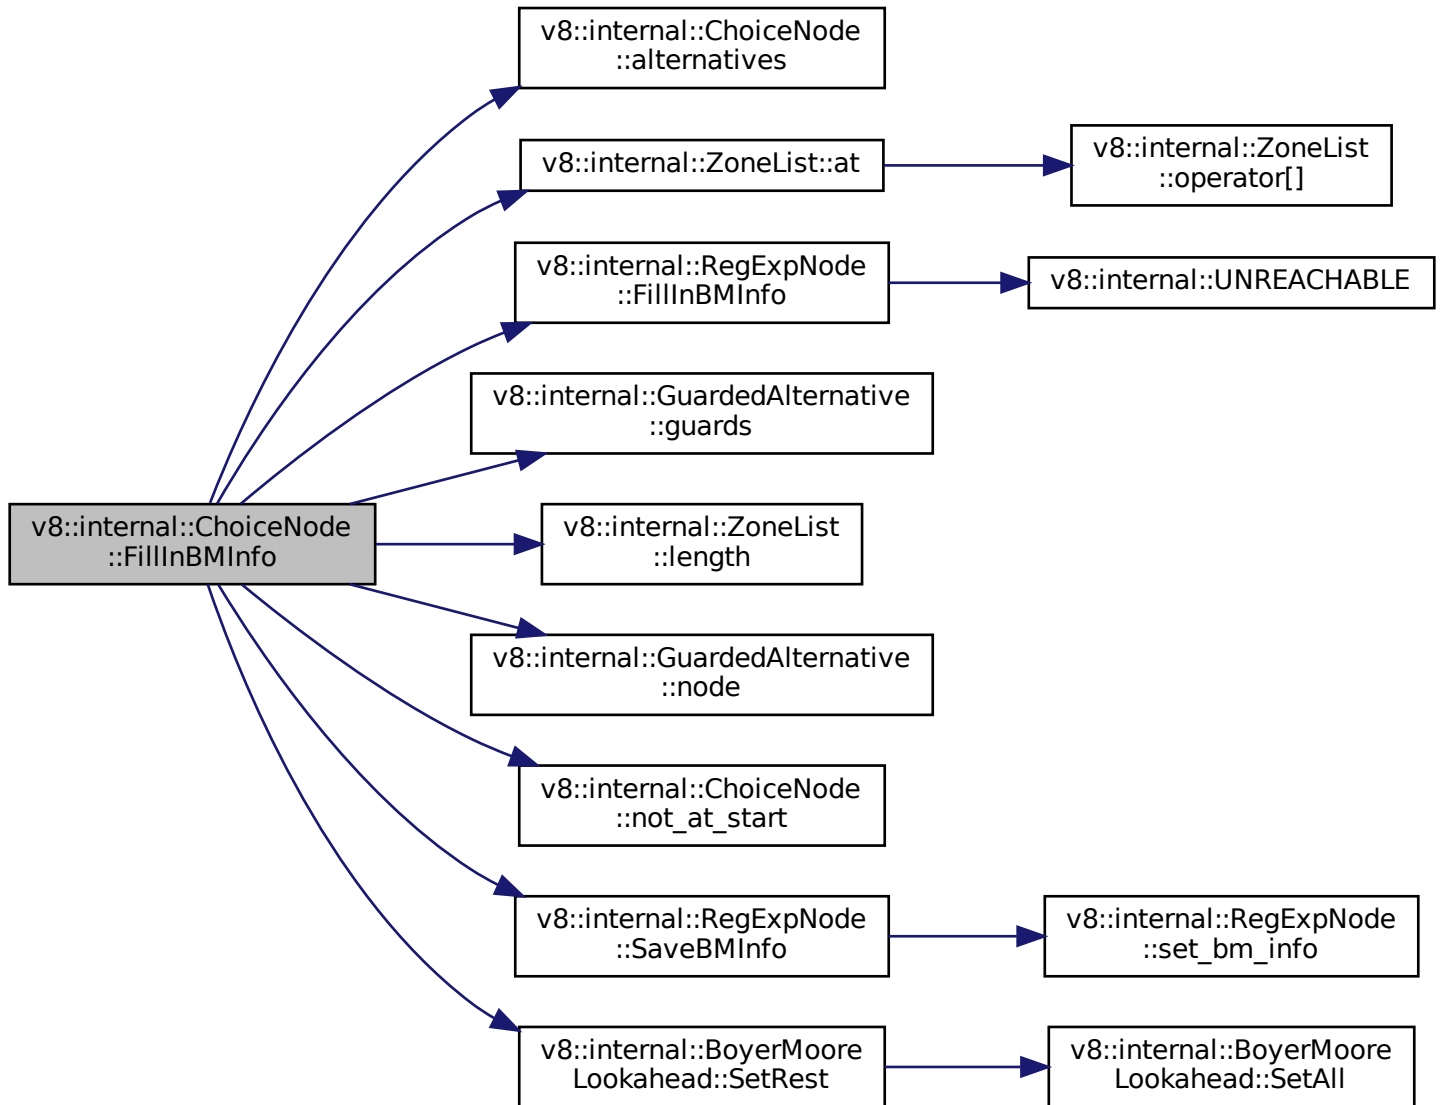 v8::internal::ChoiceNode
::alternatives
v8::internal::ZoneList::at
v8::internal::ZoneList
::operator[]
v8::internal::RegExpNode
::FillInBMInfo
v8::internal::UNREACHABLE
v8::internal::GuardedAlternative
::guards
v8::internal::ChoiceNode
::FillInBMInfo
v8::internal::ZoneList
::length
v8::internal::GuardedAlternative
::node
v8::internal::ChoiceNode
::not_at_start
v8::internal::RegExpNode
::SaveBMInfo
v8::internal::RegExpNode
::set_bm_info
v8::internal::BoyerMoore
Lookahead::SetRest
v8::internal::BoyerMoore
Lookahead::SetAll